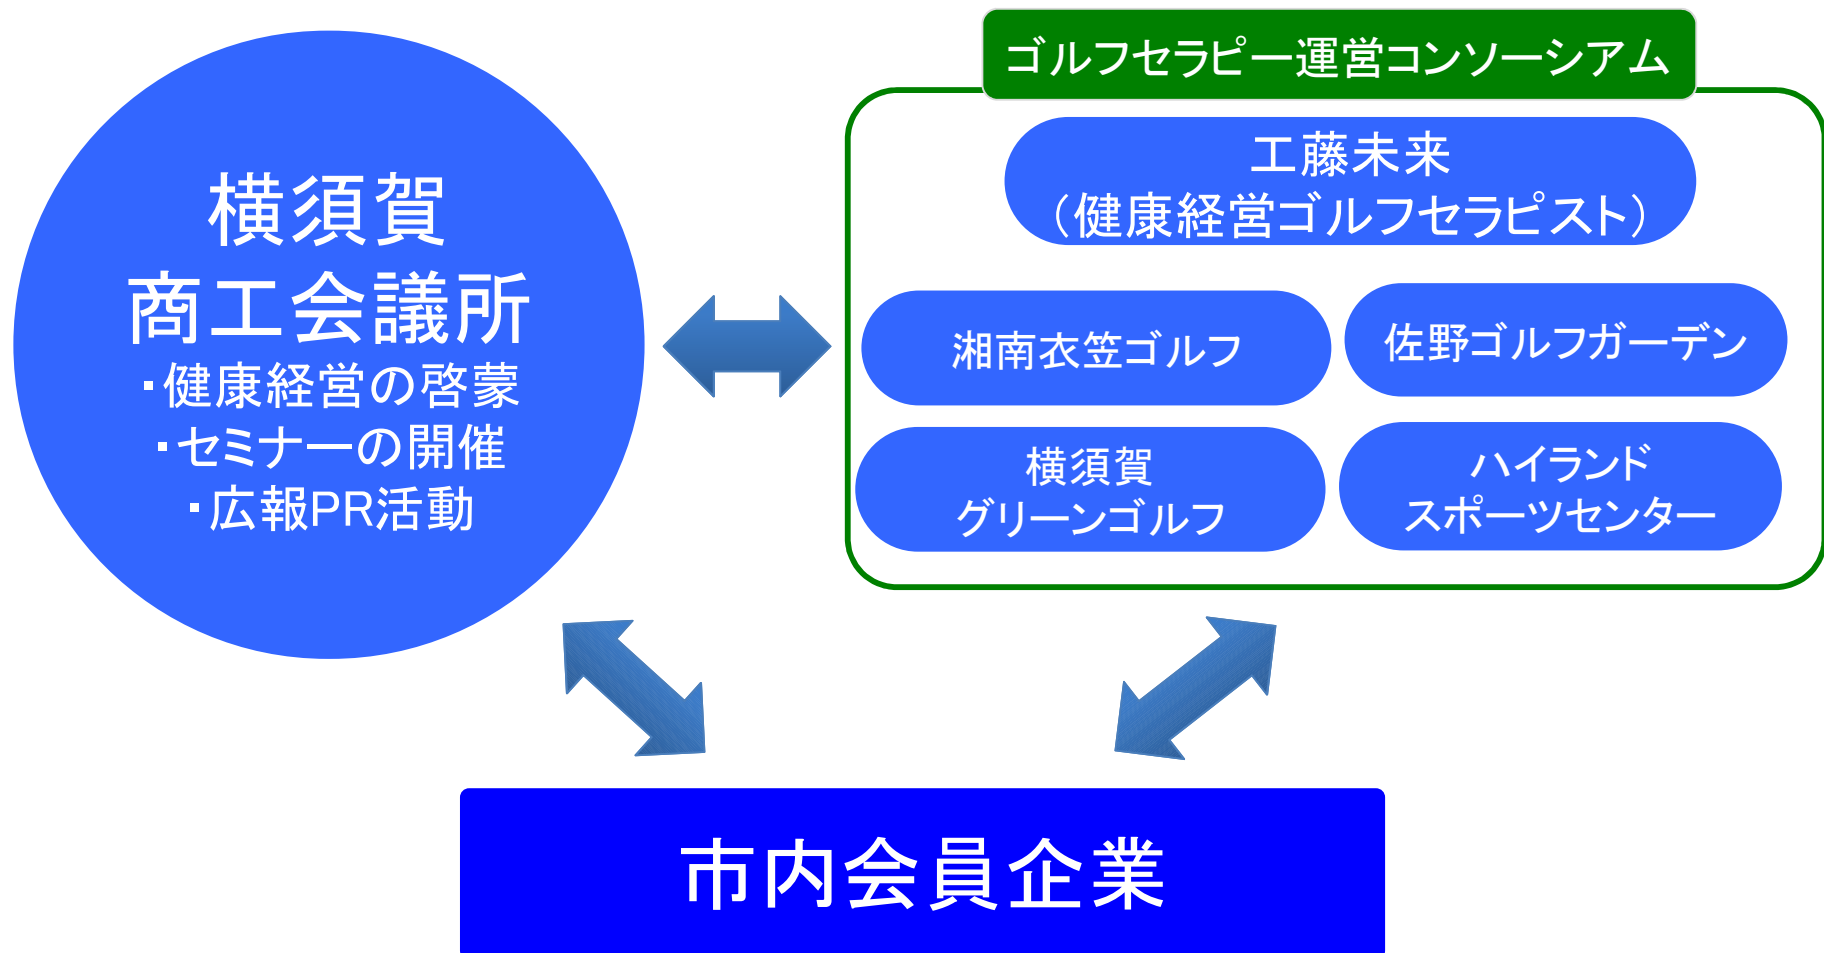 横須賀
商工会議所
・健康経営の啓蒙
・セミナーの開催
・広報PR活動
ゴルフセラピー運営コンソーシアム
工藤未来
（健康経営ゴルフセラピスト）
湘南衣笠ゴルフ
佐野ゴルフガーデン
横須賀
グリーンゴルフ
ハイランド
スポーツセンター
市内会員企業